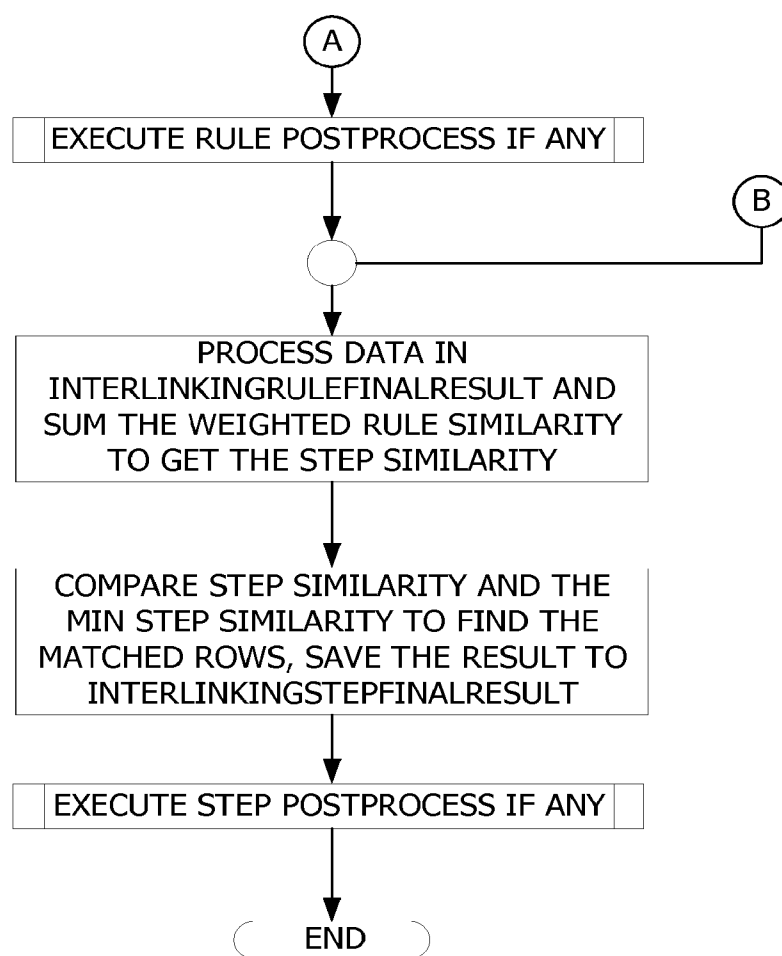 A
EXECUTE RULE POSTPROCESS IF ANY
B
PROCESS DATA IN
INTERLINKINGRULEFINALRESULT AND
SUM THE WEIGHTED RULE SIMILARITY
TO GET THE STEP SIMILARITY
COMPARE STEP SIMILARITY AND THE
MIN STEP SIMILARITY TO FIND THE
MATCHED ROWS, SAVE THE RESULT TO
INTERLINKINGSTEPFINALRESULT
EXECUTE STEP POSTPROCESS IF ANY
END